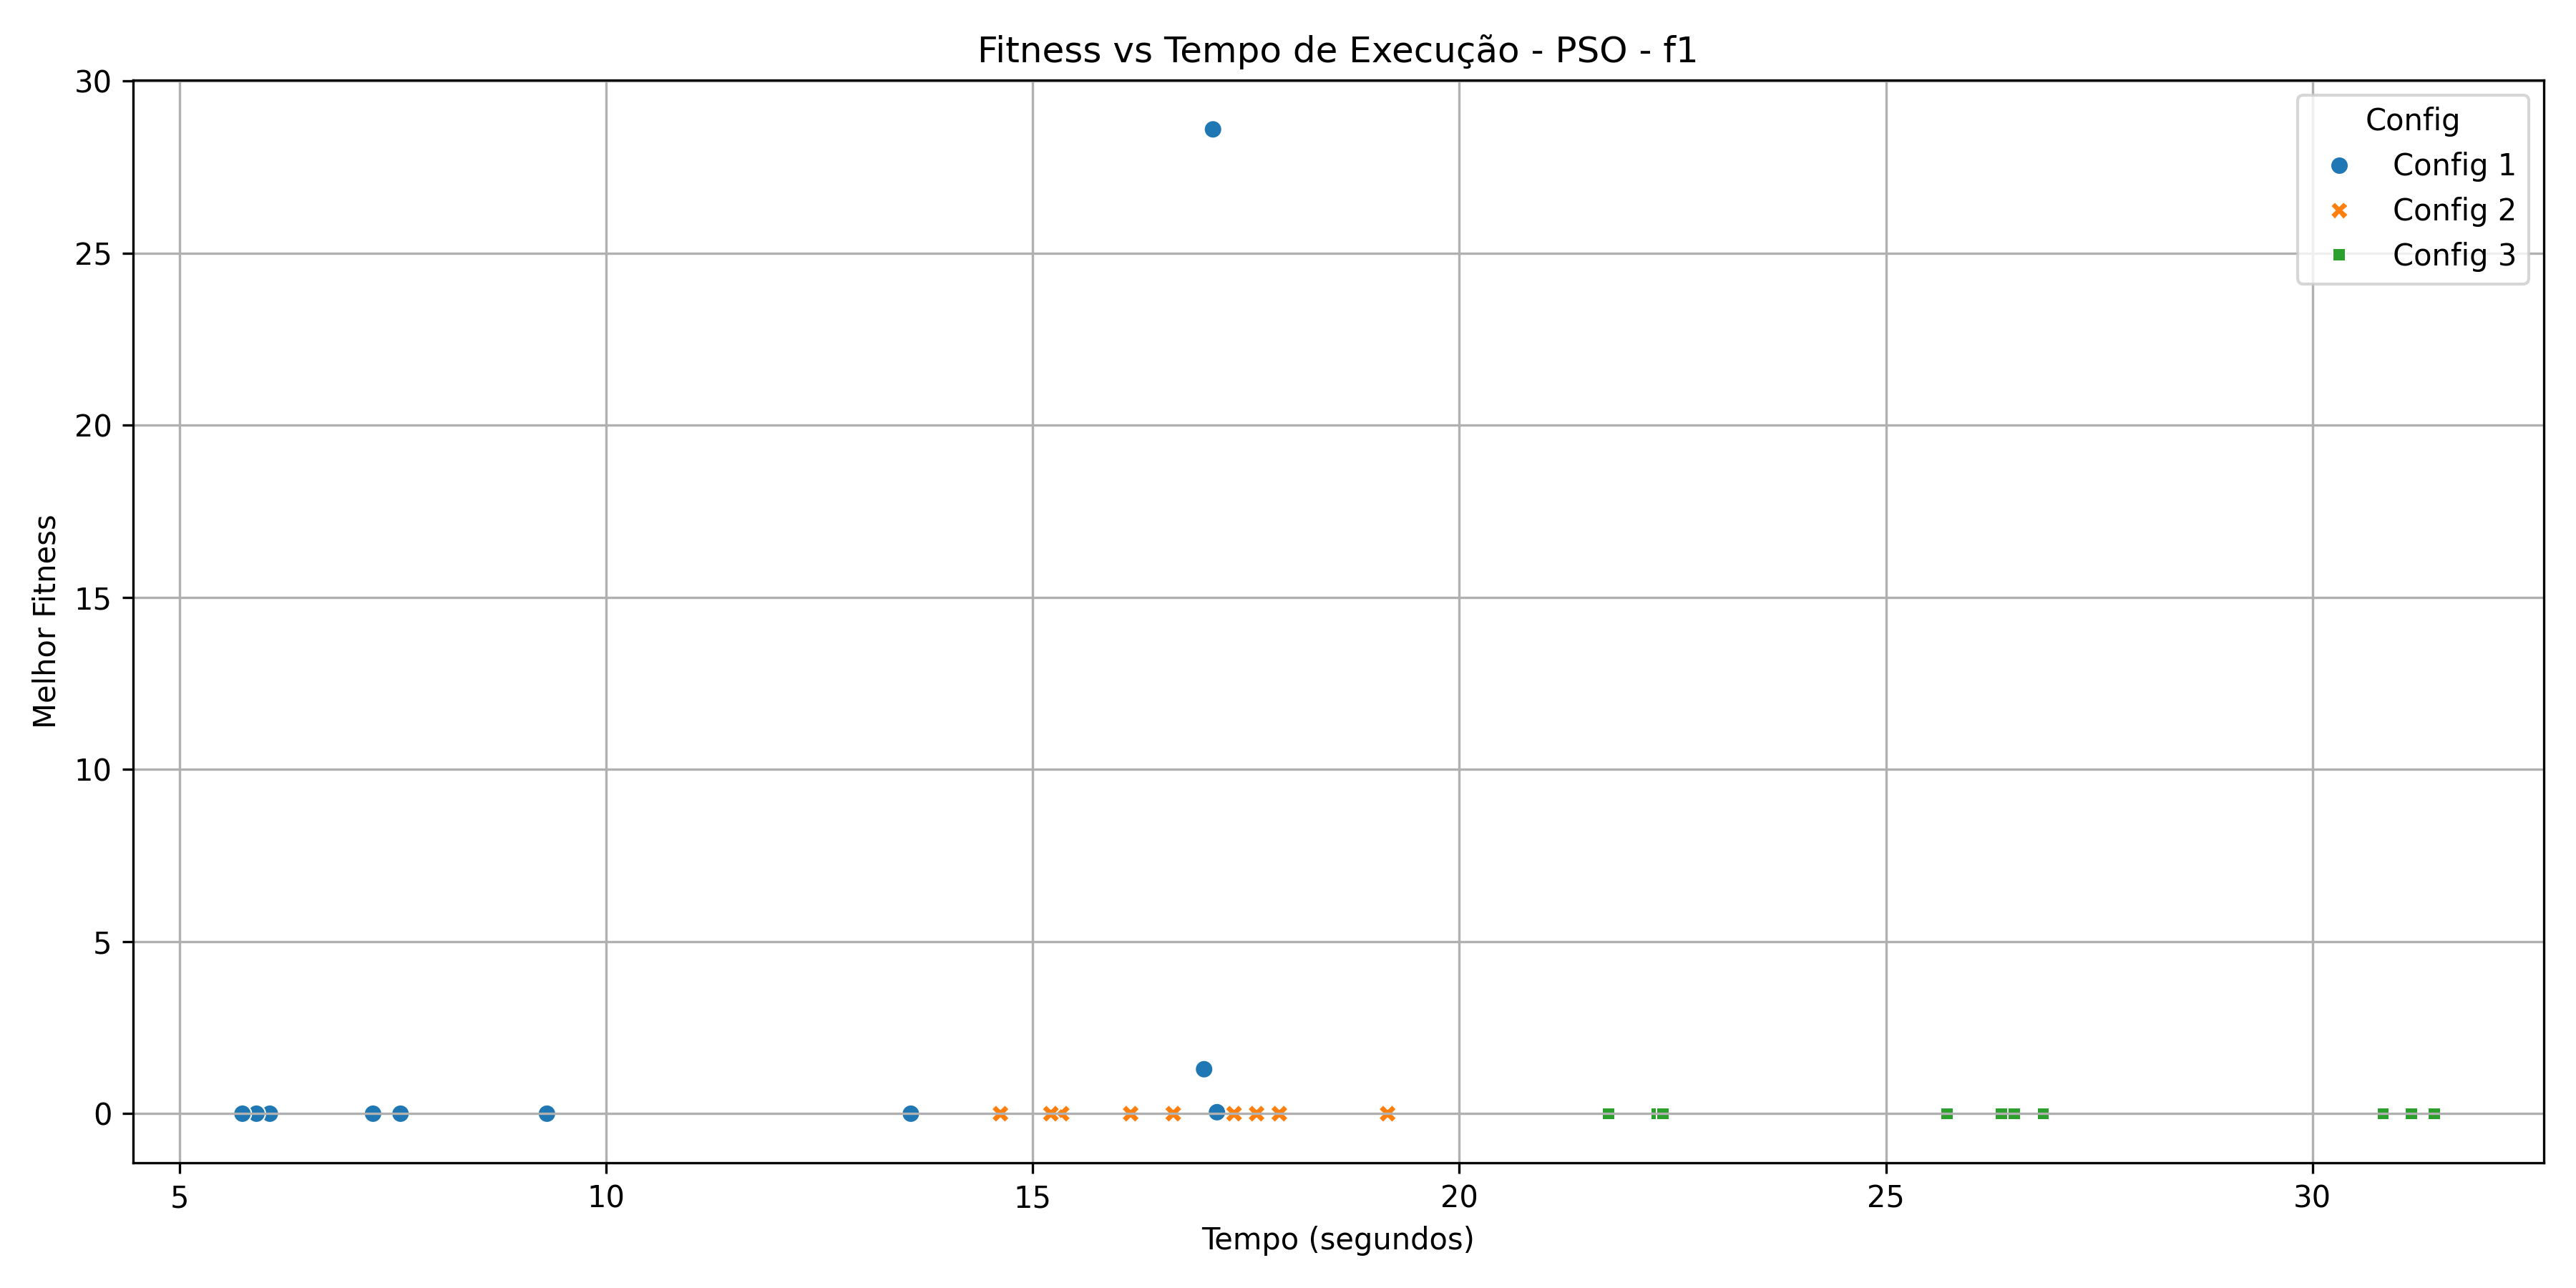 Fitness vs Tempo de Execução - PSO - f1
30
25
20
15
10
5
0
Melhor Fitness
Config
Config 1
Config 2
Config 3
5 10 15 20 25 30
Tempo (segundos)